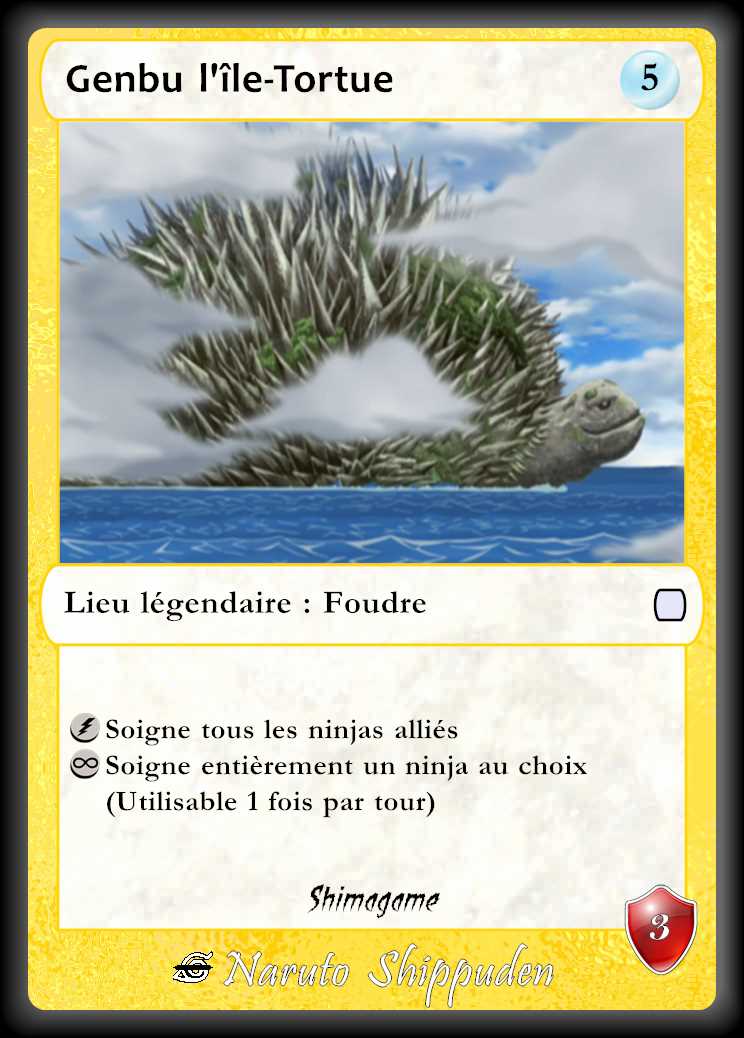 Genbu l'île-Tortue
5
Lieu légendaire : Foudre
Soigne tous les ninjas alliés
Soigne entièrement un ninja au choix
(Utilisable 1 fois par tour)
Shimagame
3
Naruto Shippuden